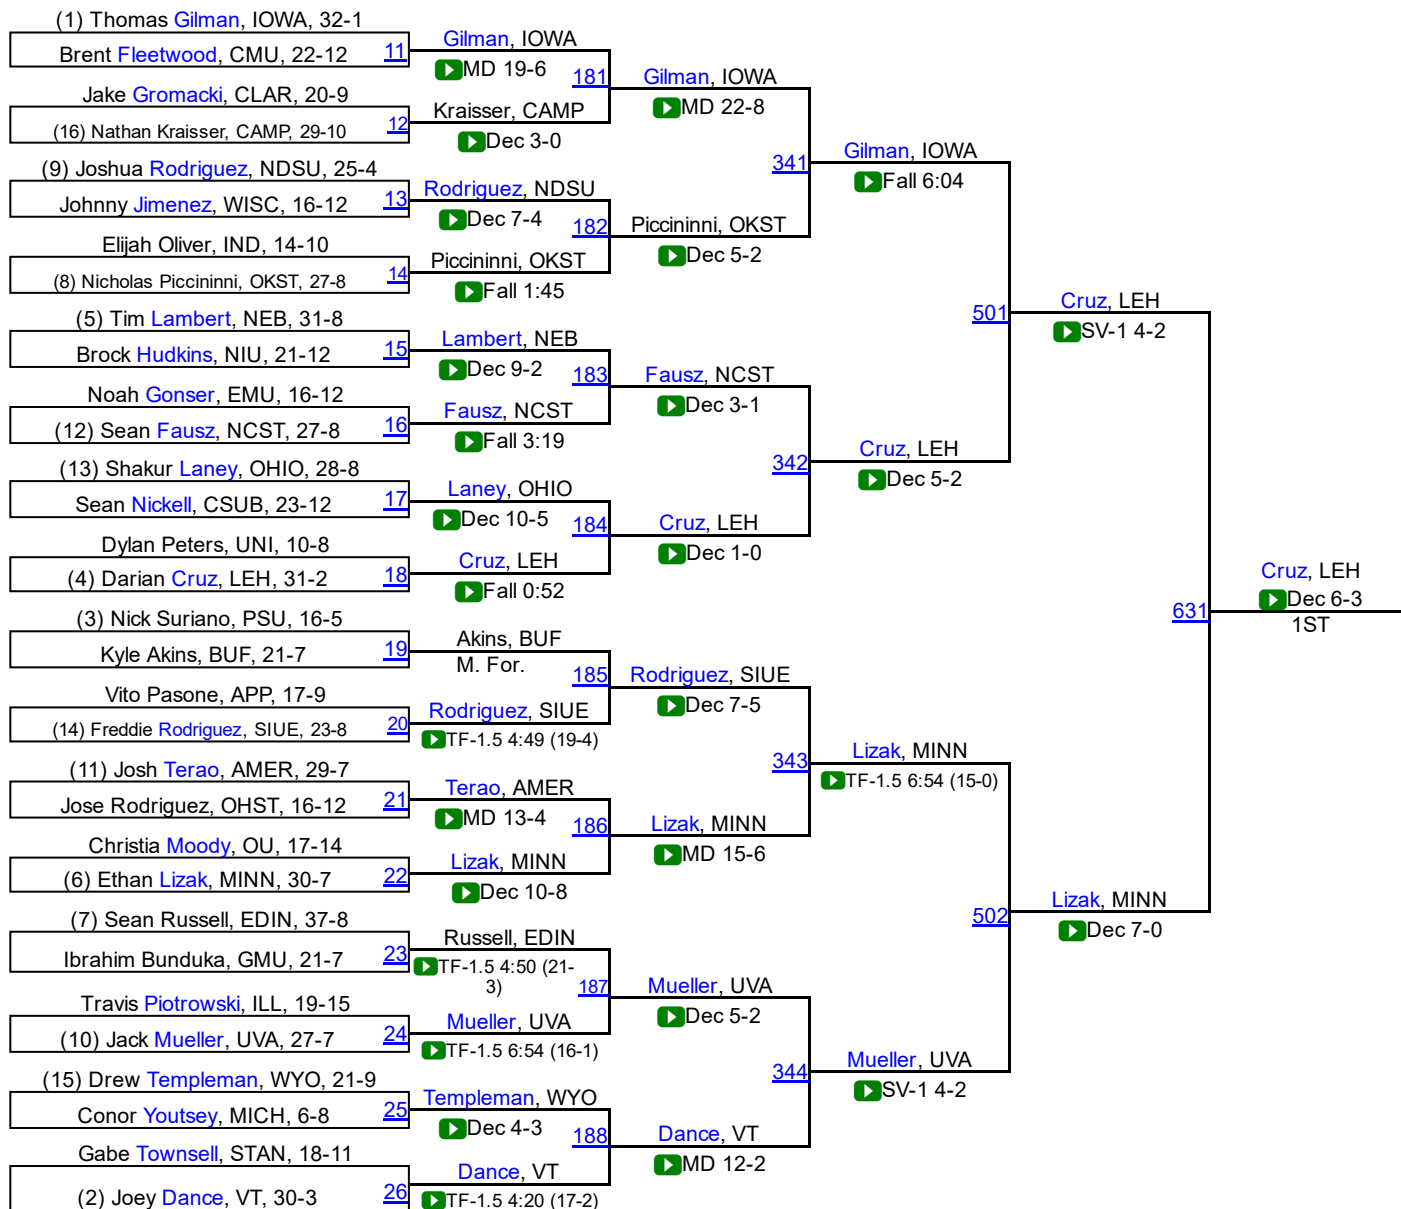 (1) Thomas Gilman, IOWA, 32-1
Brent Fleetwood, CMU, 22-12
11
Jake Gromacki, CLAR, 20-9
(16) Nathan Kraisser, CAMP, 29-10
12
(9) Joshua Rodriguez, NDSU, 25-4
Johnny Jimenez, WISC, 16-12
13
Elijah Oliver, IND, 14-10
(8) Nicholas Piccininni, OKST, 27-8
14
(5) Tim Lambert, NEB, 31-8
Brock Hudkins, NIU, 21-12
15
Noah Gonser, EMU, 16-12
(12) Sean Fausz, NCST, 27-8
16
(13) Shakur Laney, OHIO, 28-8
Sean Nickell, CSUB, 23-12
17
Dylan Peters, UNI, 10-8
(4) Darian Cruz, LEH, 31-2
18
(3) Nick Suriano, PSU, 16-5
Kyle Akins, BUF, 21-7
19
Vito Pasone, APP, 17-9
(14) Freddie Rodriguez, SIUE, 23-8
20
(11) Josh Terao, AMER, 29-7
Jose Rodriguez, OHST, 16-12
21
Christia Moody, OU, 17-14
(6) Ethan Lizak, MINN, 30-7
22
(7) Sean Russell, EDIN, 37-8
Ibrahim Bunduka, GMU, 21-7
23
Travis Piotrowski, ILL, 19-15
(10) Jack Mueller, UVA, 27-7
24
(15) Drew Templeman, WYO, 21-9
Conor Youtsey, MICH, 6-8
25
Gabe Townsell, STAN, 18-11
(2) Joey Dance, VT, 30-3
26
Gilman, IOWA
MD 19-6
181
Kraisser, CAMP
Dec 3-0
Rodriguez, NDSU
Dec 7-4
182
Piccininni, OKST
Fall 1:45
Lambert, NEB
Dec 9-2
183
Fausz, NCST
Fall 3:19
Laney, OHIO
Dec 10-5
184
Cruz, LEH
Fall 0:52
Akins, BUF
M. For.
185
Rodriguez, SIUE
TF-1.5 4:49 (19-4)
Terao, AMER
MD 13-4
186
Lizak, MINN
Dec 10-8
Russell, EDIN
TF-1.5 4:50 (21-
3)
187
Mueller, UVA
TF-1.5 6:54 (16-1)
Templeman, WYO
Dec 4-3
188
Dance, VT
TF-1.5 4:20 (17-2)
Gilman, IOWA
MD 22-8
341
Piccininni, OKST
Dec 5-2
Fausz, NCST
Dec 3-1
342
Cruz, LEH
Dec 1-0
Rodriguez, SIUE
Dec 7-5
343
Lizak, MINN
MD 15-6
Mueller, UVA
Dec 5-2
344
Dance, VT
MD 12-2
Gilman, IOWA
Fall 6:04
501
Cruz, LEH
Dec 5-2
Lizak, MINN
TF-1.5 6:54 (15-0)
502
Mueller, UVA
SV-1 4-2
Cruz, LEH
SV-1 4-2
631
Lizak, MINN
Dec 7-0
Cruz, LEH
Dec 6-3
1ST